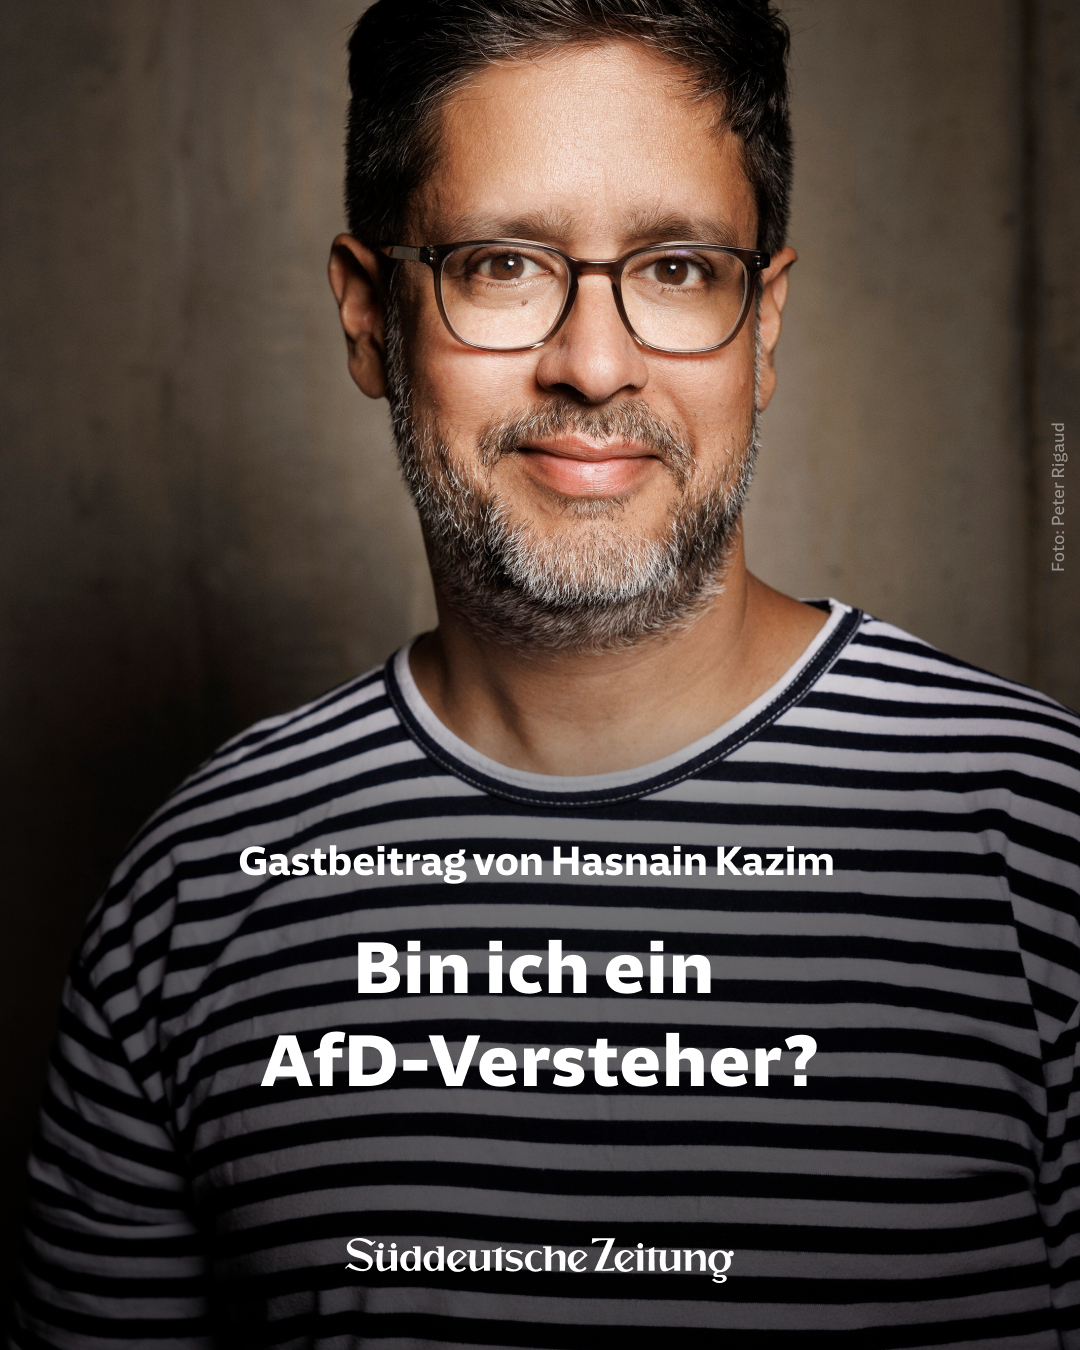 Foto: Peter Rigaud
Gastbeitrag von Hasnain Kazim
Bin ich ein
AfD-Versteher?
Süddeutsche Zeitung